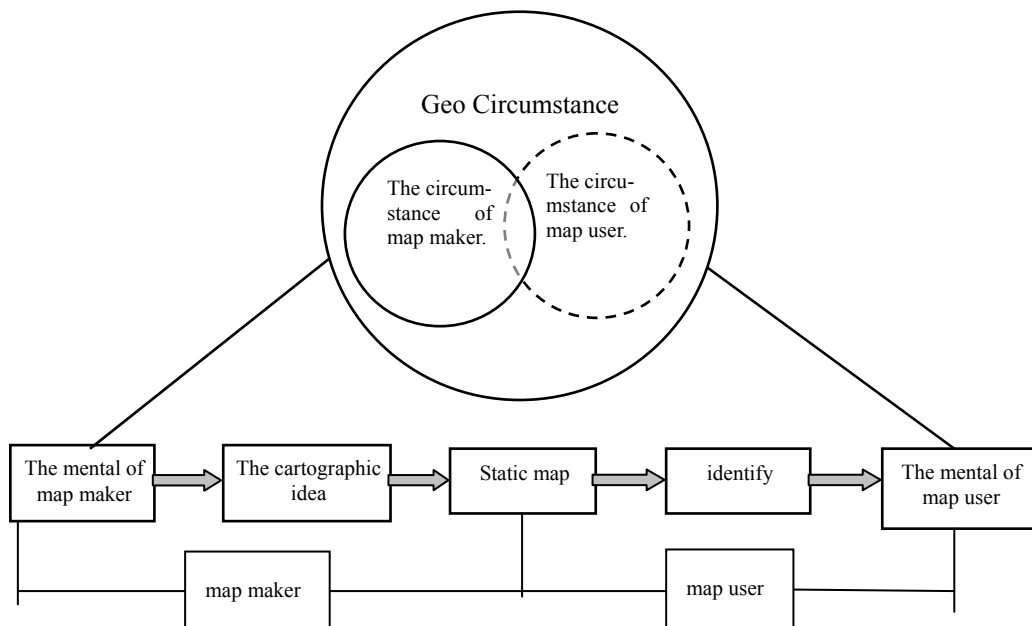 Geo Circumstance
The circum-
stance of
map maker.
The circu-
mstance of
map user.
The mental of
map maker
The cartographic
idea
Static map
identify
The mental of
map user
map maker
map user